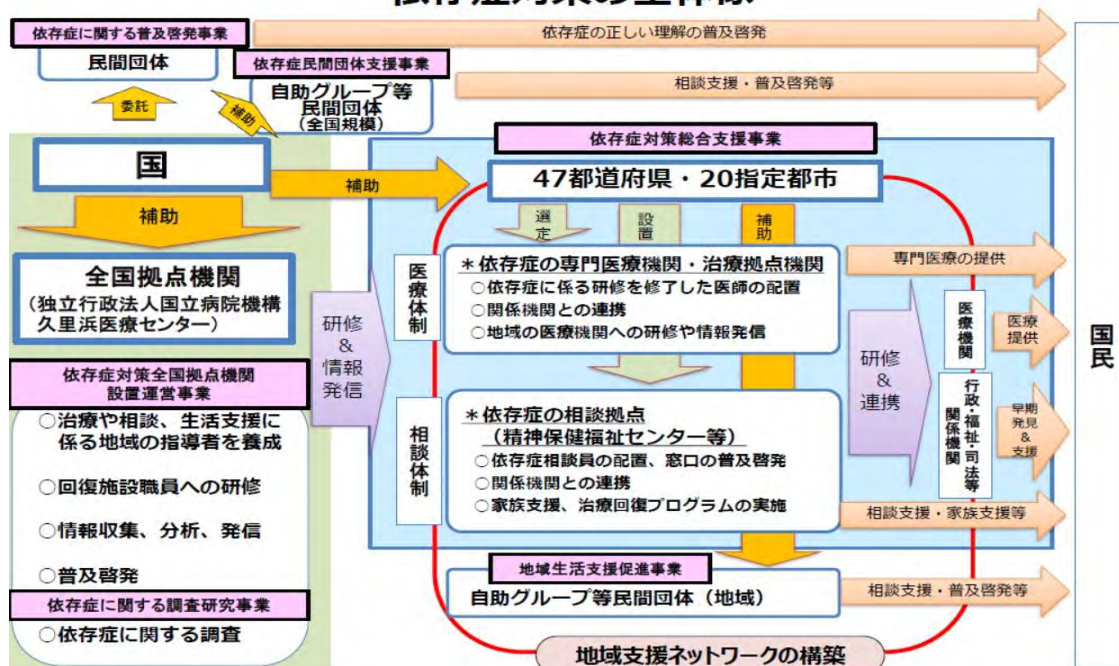 依存症対策の全体像
依存症に関する普及啓発事業
民間団体
依存症の正しい理解の普及啓発
依存症民間団体支援事業
自助グループ等
民間団体
（全国規模）
相談支援・普及啓発等
委託
補助
国
補助
補助
全国拠点機関
（独立行政法人国立病院機構
久里浜医療センター）
依存症対策全国拠点機関
設置運営事業
○治療や相談、生活支援に
係る地域の指導者を養成
○回復施設職員への研修
○情報収集、分析、発信
○普及啓発
依存症に関する調査研究事業
○依存症に関する調査
研修
&
情報
発信
依存症対策総合支援事業
47都道府県・20指定都市
選定
設置
補助
医療体制
＊依存症の専門医療機関・治療拠点機関
○依存症に係る研修を修了した医師の配置
○関係機関との連携
○地域の医療機関への研修や情報発信
相談体制
＊依存症の相談拠点
（精神保健福祉センター等）
○依存症相談員の配置、窓口の普及啓発
○関係機関との連携
○家族支援、治療回復プログラムの実施
専門医療の提供
研修
&
連携
医療機関
医療
提供
行政・福祉・司法等
関係機関
早期
発見
&
支援
相談支援・家族支援等
地域生活支援促進事業
自助グループ等民間団体（地域）
相談支援・普及啓発等
地域支援ネットワークの構築
国民